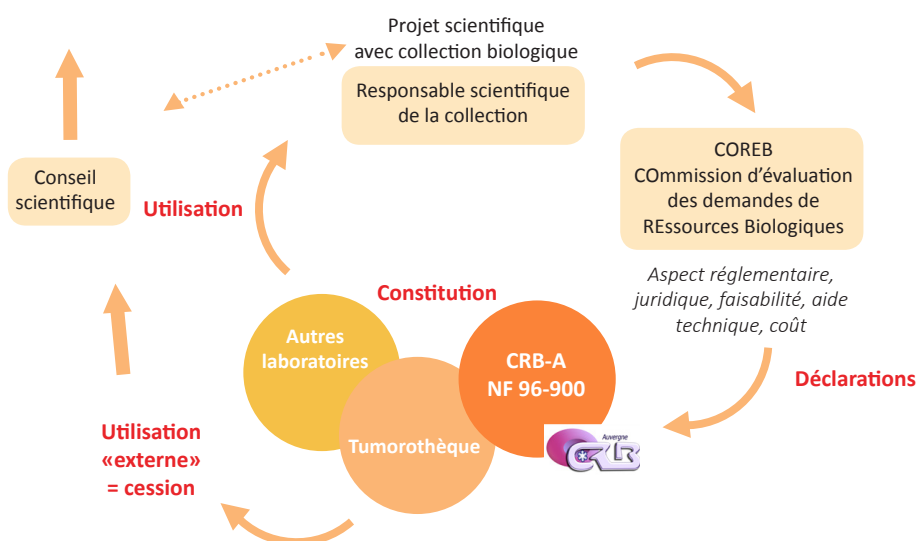 Projet scientifique
avec collection biologique
Responsable scientifique
de la collection
COREB
COmmission d'évaluation
des demandes de
REssources Biologiques
Conseil
scientifique
Utilisation
Aspect réglementaire,
juridique, faisabilité, aide
technique, coût
Constitution
Autres
laboratoires
CRB-A
NF 96-900
Déclarations
Tumorothèque
Auvergne
CRB
Utilisation
«externe»
= cession